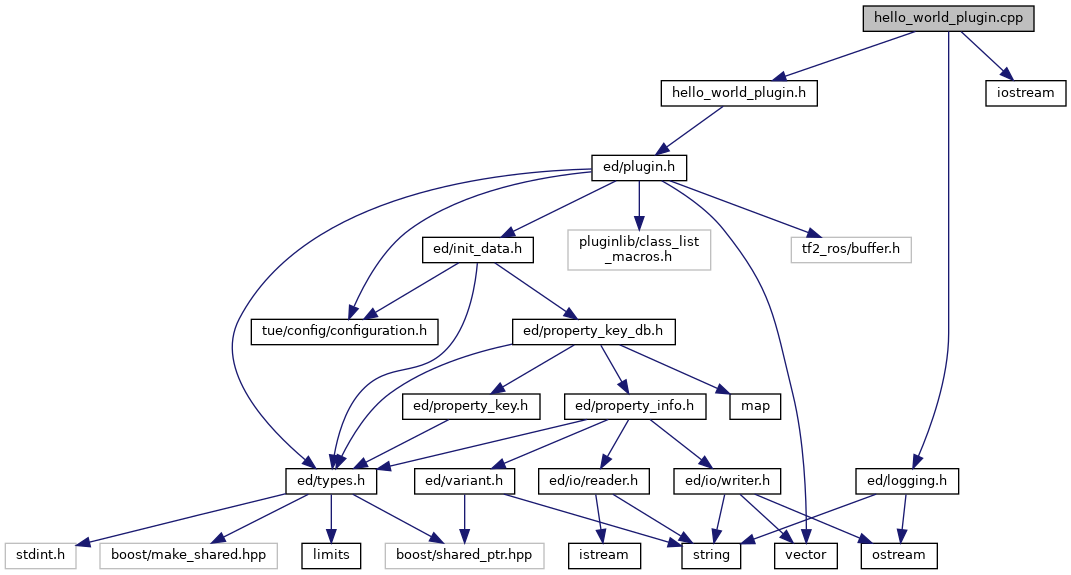 hello_world_plugin.cpp
hello_world_plugin.h
iostream
ed/plugin.h
ed/init_data.h
pluginlib/class_list
_macros.h
tf2_ros/buffer.h
tue/config/configuration.h
ed/property_key_db.h
ed/property_key.h
ed/property_info.h
map
ed/types.h
ed/variant.h
ed/io/reader.h
ed/io/writer.h
ed/logging.h
stdint.h
boost/make_shared.hpp
limits
boost/shared_ptr.hpp
istream
string
vector
ostream